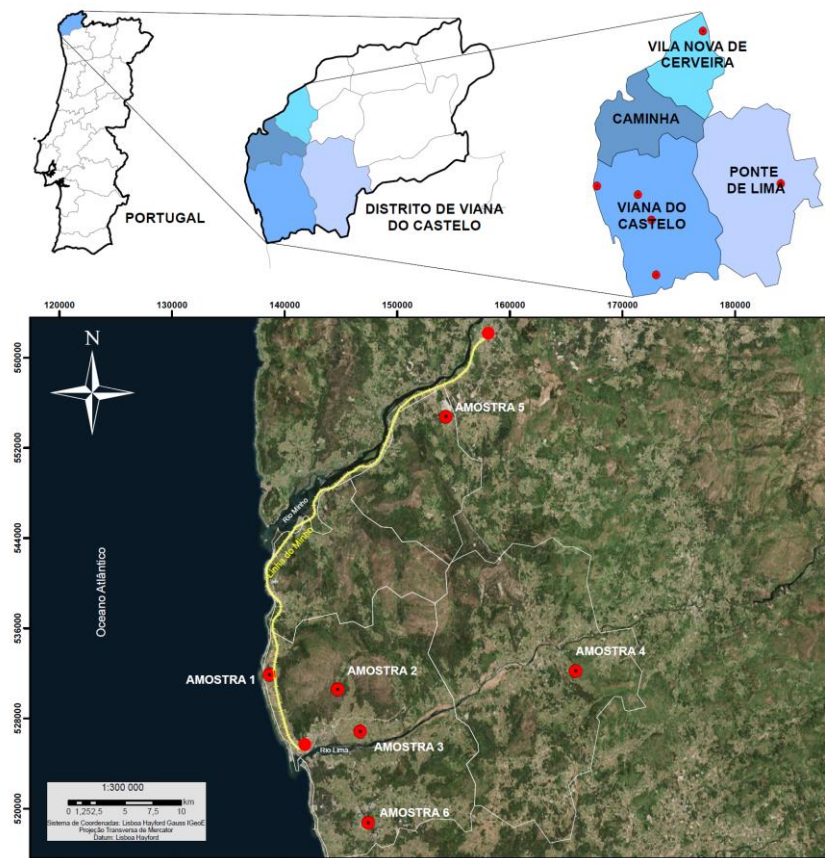 VILA NOVA DE
CERVEIRA
CAMINHA
PONTE
DE LIMA
VIANA DO
CASTELO
PORTUGAL
DISTRITO DE VIANA
DO CASTELO
120000
130000
140000
150000
160000
170000
180000
N
560000
552000
544000
536000
528000
520000
AMOSTRA 5
Rio Minho
Linha do Minho
Oceano Atlântico
AMOSTRA 4
AMOSTRA 1
AMOSTRA 2
AMOSTRA 3
Rio Lima
AMOSTRA 6
1:300 000
km
0 1,252,5 5 7,5 10
Sistema de Coordenadas: Lisboa Hayford Gauss IGeoE
Projeção Transversa de Mercator
Datum: Lisboa Hayford